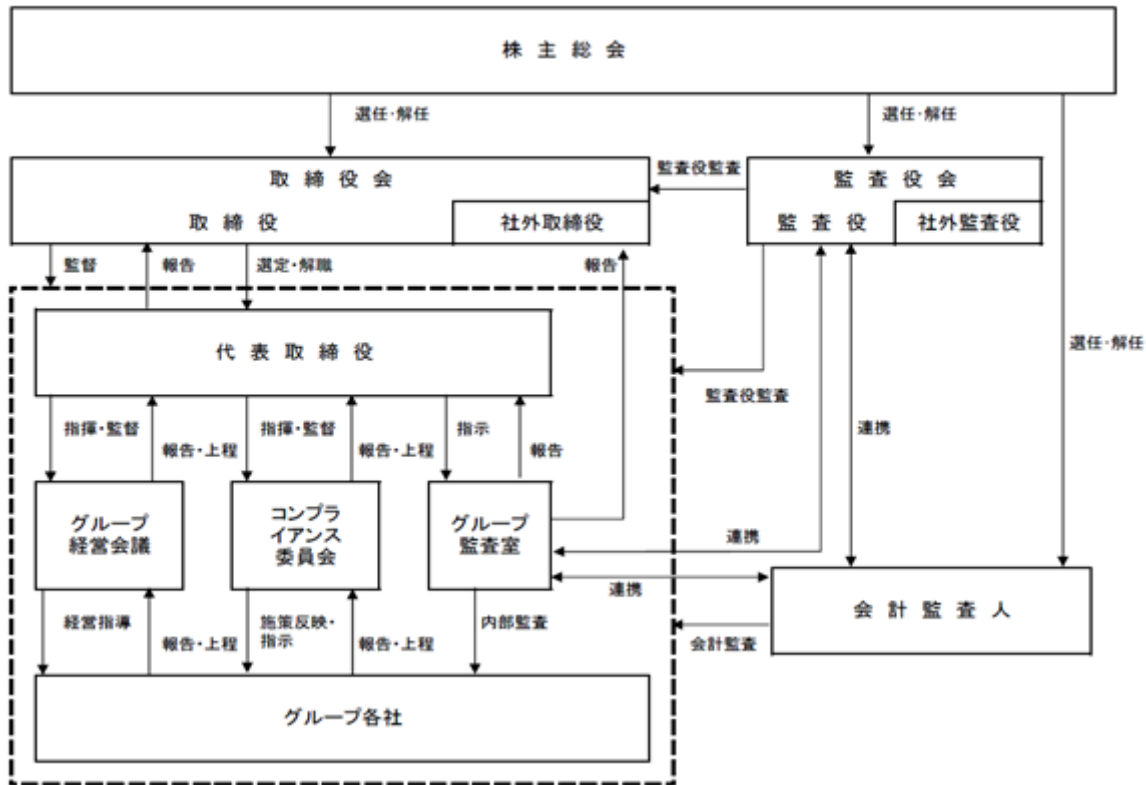 株主総会
選任・解任
選任・解任
取締役会
監査役監査
監査役会
取締役
社外取締役
監査役
社外監査役
監督
報告
選定・解職
報告
代表取締役
選任・解任
監査役監査
指揮・監督
報告・上程
指揮・監督
報告・上程
指示
報告
連携
グループ
経営会議
コンプラ
イアンス
委員会
グループ
監査室
連携
連携
会計監査人
経営指導
報告・上程
施策反映・
指示
報告・上程
内部監査
会計監査
グループ各社